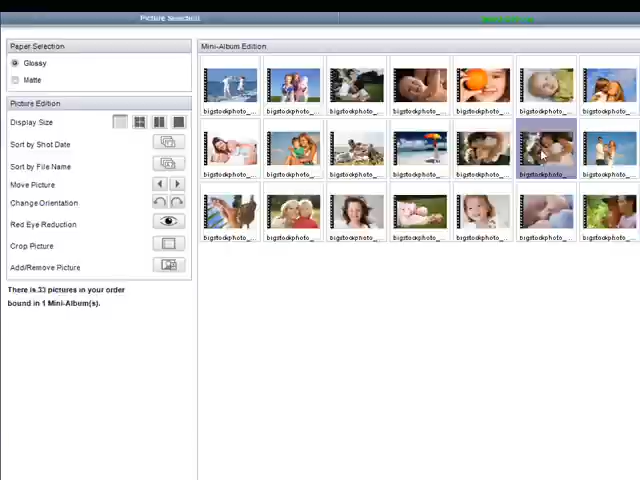 Picture Selection
Paper Selection
Glossy
Matte
Picture Edition
Display Size
Sort by Shot Date
Sort by File Name
Move Picture
Change Orientation
Red Eye Reduction
Crop Picture
Add/Remove Picture
There is 33 pictures in your order
bound in 1 Mini-Album(s).
Mini-Album Edition
bigstockphoto_... bigstockphoto_... bigstockphoto_... bigstockphoto_... bigstockphoto_... bigstockphoto_... bigstockphoto_...
bigstockphoto_... bigstockphoto_... bigstockphoto_... bigstockphoto_... bigstockphoto_... bigstockphoto_... bigstockphoto_...
bigstockphoto_... bigstockphoto_... bigstockphoto_... bigstockphoto_... bigstockphoto_... bigstockphoto_... bigstockphoto_...